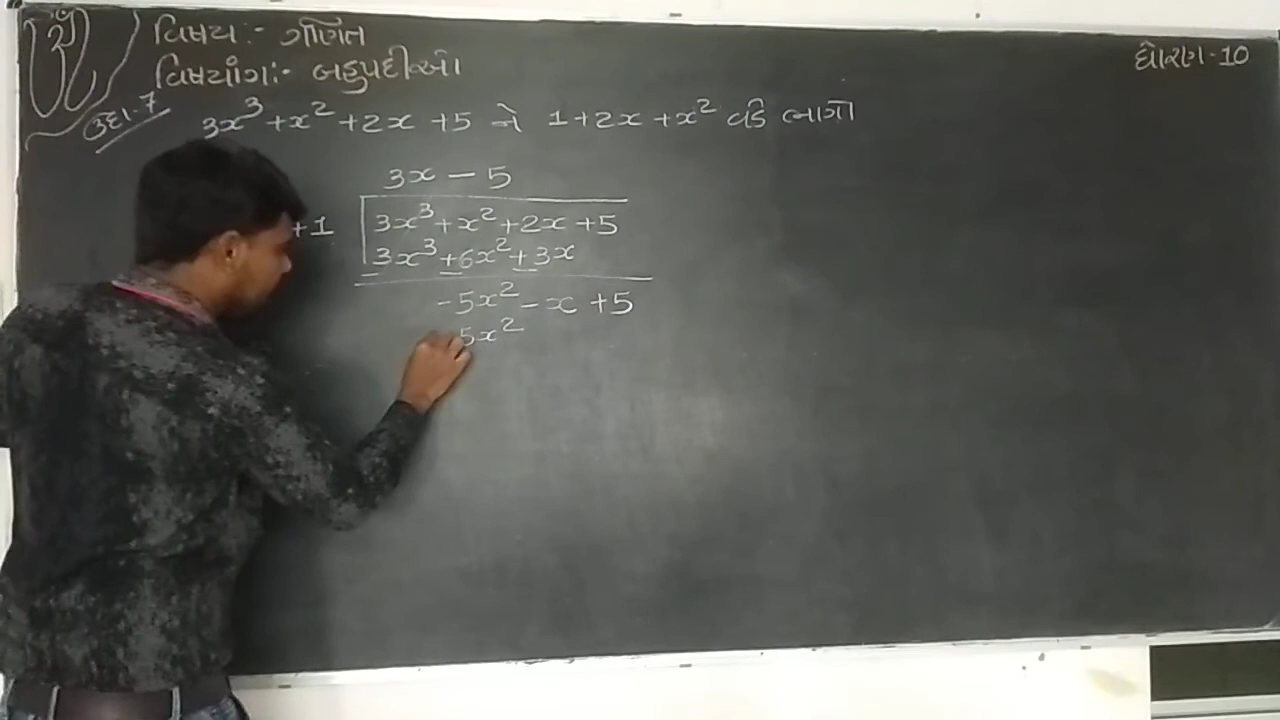 વિષય:- ગણિત
ધોરણ-10
વિષયાંગ:- બહુપદીઓ
ઉદા.7
3x³ + x² + 2x + 5 ને 1 + 2x + x² વડે ભાગો
3x - 5
+1 3x³ + x² + 2x + 5
3x³ + 6x² + 3x
- 5x² - x + 5
5x²